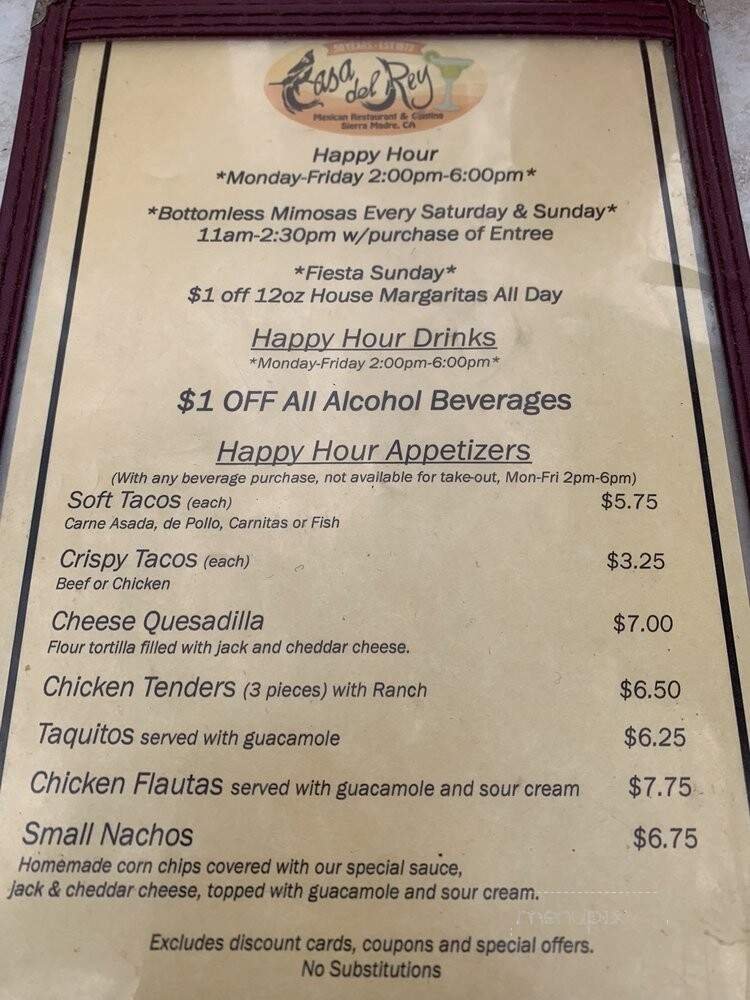 50 YEARS - EST 1972
Casa del Rey
Mexican Restaurant & Cantina
Sierra Madre, CA
Happy Hour
*Monday-Friday 2:00pm-6:00pm*
*Bottomless Mimosas Every Saturday & Sunday*
11am-2:30pm w/purchase of Entree
*Fiesta Sunday*
$1 off 12oz House Margaritas All Day
Happy Hour Drinks
*Monday-Friday 2:00pm-6:00pm*
$1 OFF All Alcohol Beverages
Happy Hour Appetizers
(With any beverage purchase, not available for take-out, Mon-Fri 2pm-6pm)
Soft Tacos (each) $5.75
Carne Asada, de Pollo, Carnitas or Fish
Crispy Tacos (each) $3.25
Beef or Chicken
Cheese Quesadilla $7.00
Flour tortilla filled with jack and cheddar cheese.
Chicken Tenders (3 pieces) with Ranch $6.50
Taquitos served with guacamole $6.25
Chicken Flautas served with guacamole and sour cream $7.75
Small Nachos $6.75
Homemade corn chips covered with our special sauce,
jack & cheddar cheese, topped with guacamole and sour cream.
menupix
Excludes discount cards, coupons and special offers.
No Substitutions